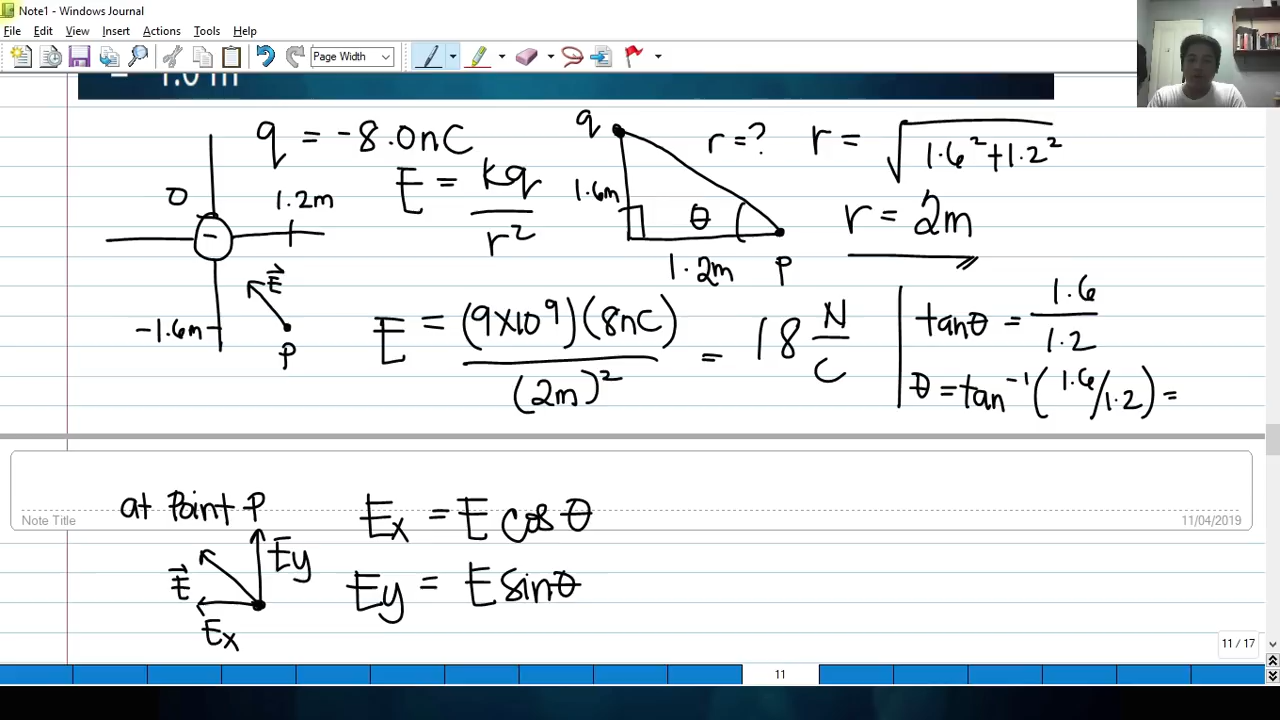 Note1 - Windows Journal
File Edit View Insert Actions Tools Help
Page Width
q = -8.0nC
q
r=?
r = √1.6²+1.2²
0
1.2m
E = kq/r²
1.6m
θ
r = 2m
1.2m P
E⃗
-1.6m
P
E = (9x10⁹)(8nC)/(2m)² = 18 N/C
tanθ = 1.6/1.2
θ = tan⁻¹(1.6/1.2) =
at Point P
Ex = E cos θ
Note Title
11/04/2019
Ey
E⃗
Ey = E sinθ
Ex
11 / 17
11